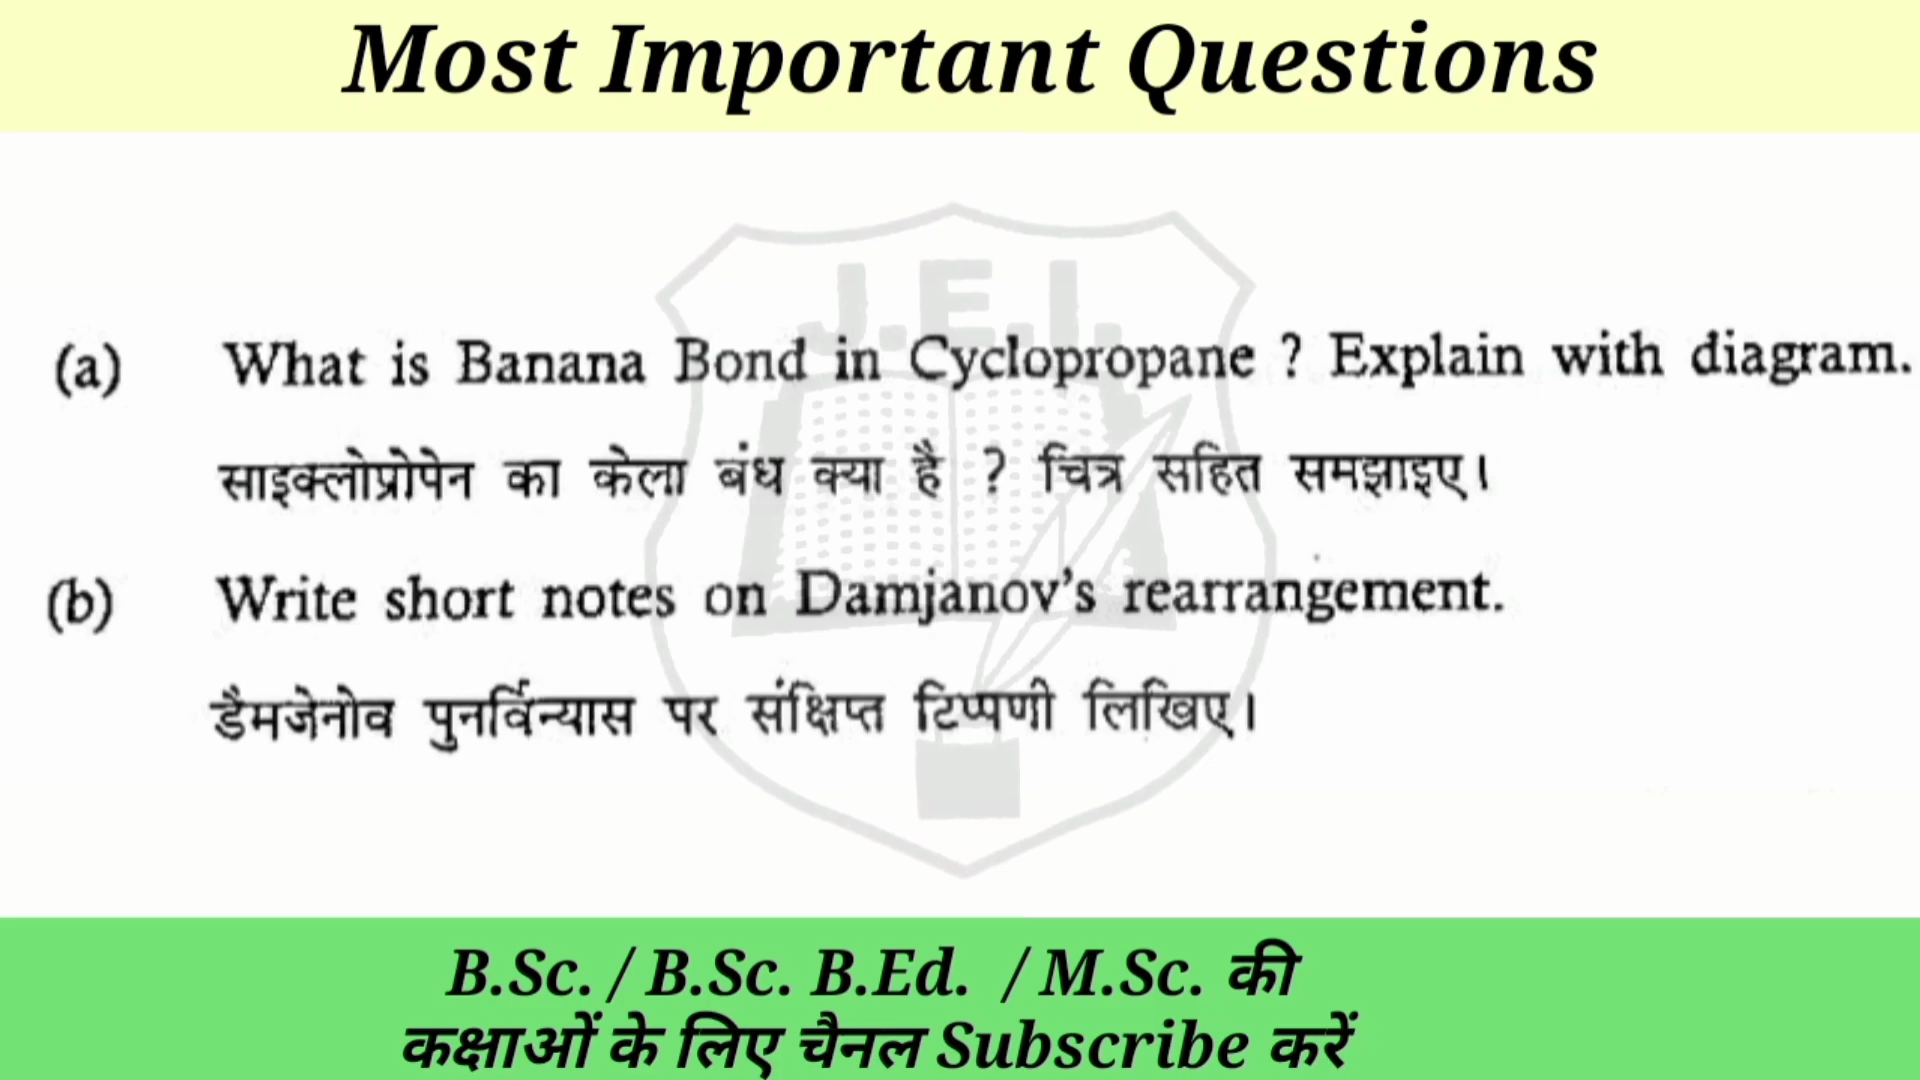 Most Important Questions
J.E.I.
(a) What is Banana Bond in Cyclopropane ? Explain with diagram.
साइक्लोप्रोपेन का केला बंध क्या है ? चित्र सहित समझाइए।
(b) Write short notes on Damjanov's rearrangement.
डैमजेनोव पुनर्विन्यास पर संक्षिप्त टिप्पणी लिखिए।
B.Sc. / B.Sc. B.Ed. / M.Sc. की
कक्षाओं के लिए चैनल Subscribe करें